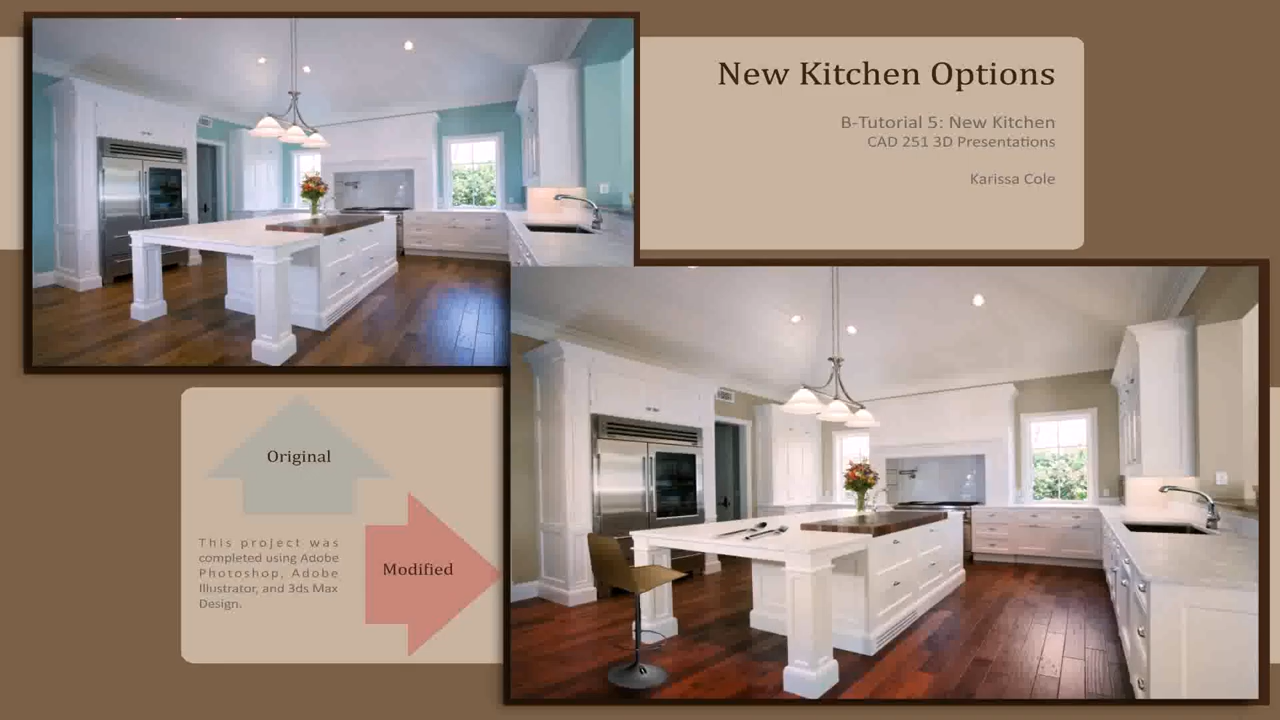 New Kitchen Options
B-Tutorial 5: New Kitchen
CAD 251 3D Presentations
Karissa Cole
Original
This project was
completed using Adobe
Photoshop, Adobe
Illustrator, and 3ds Max
Design.
Modified